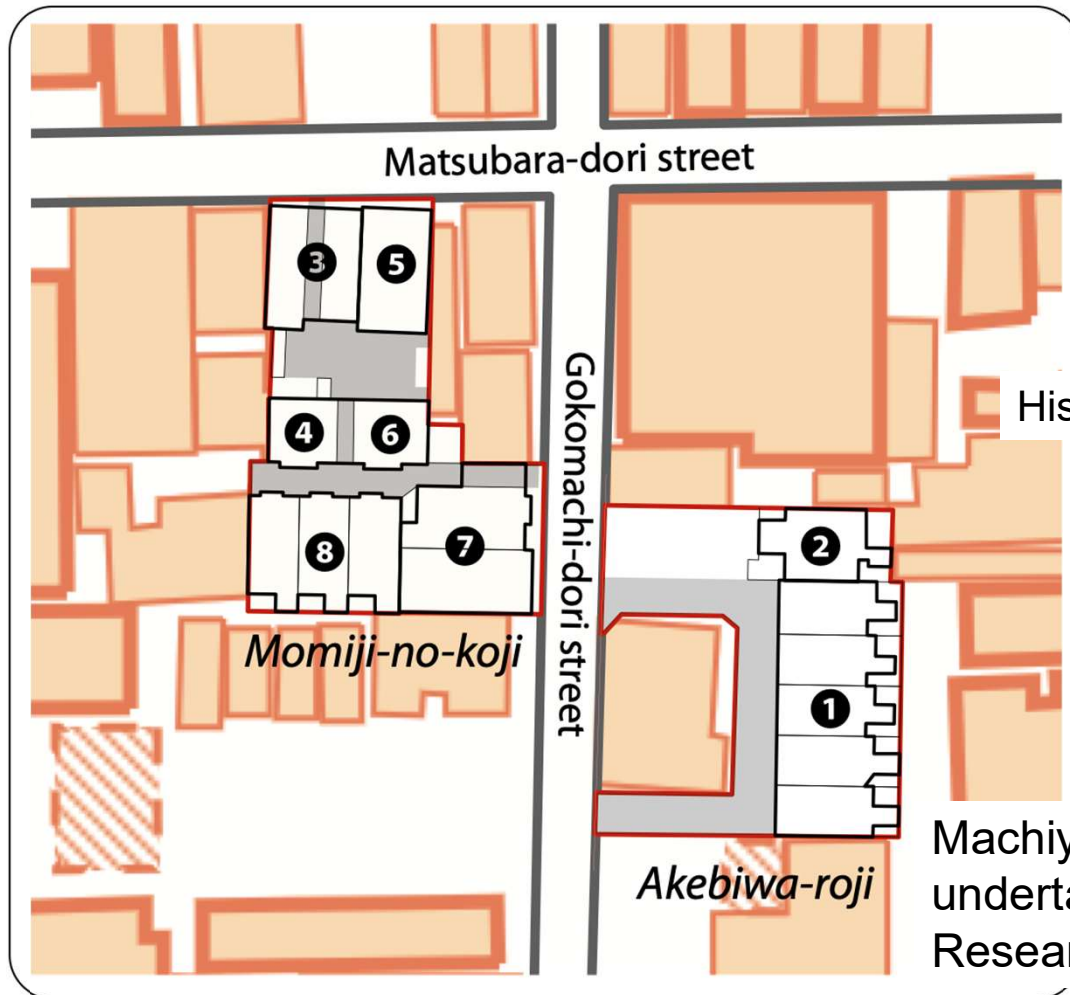 Matsubara-dori street
3
5
Gokomachi-dori street
His
4
6
2
8
7
Momiji-no-koji
1
Machiy
underta
Akebiwa-roji
Resear